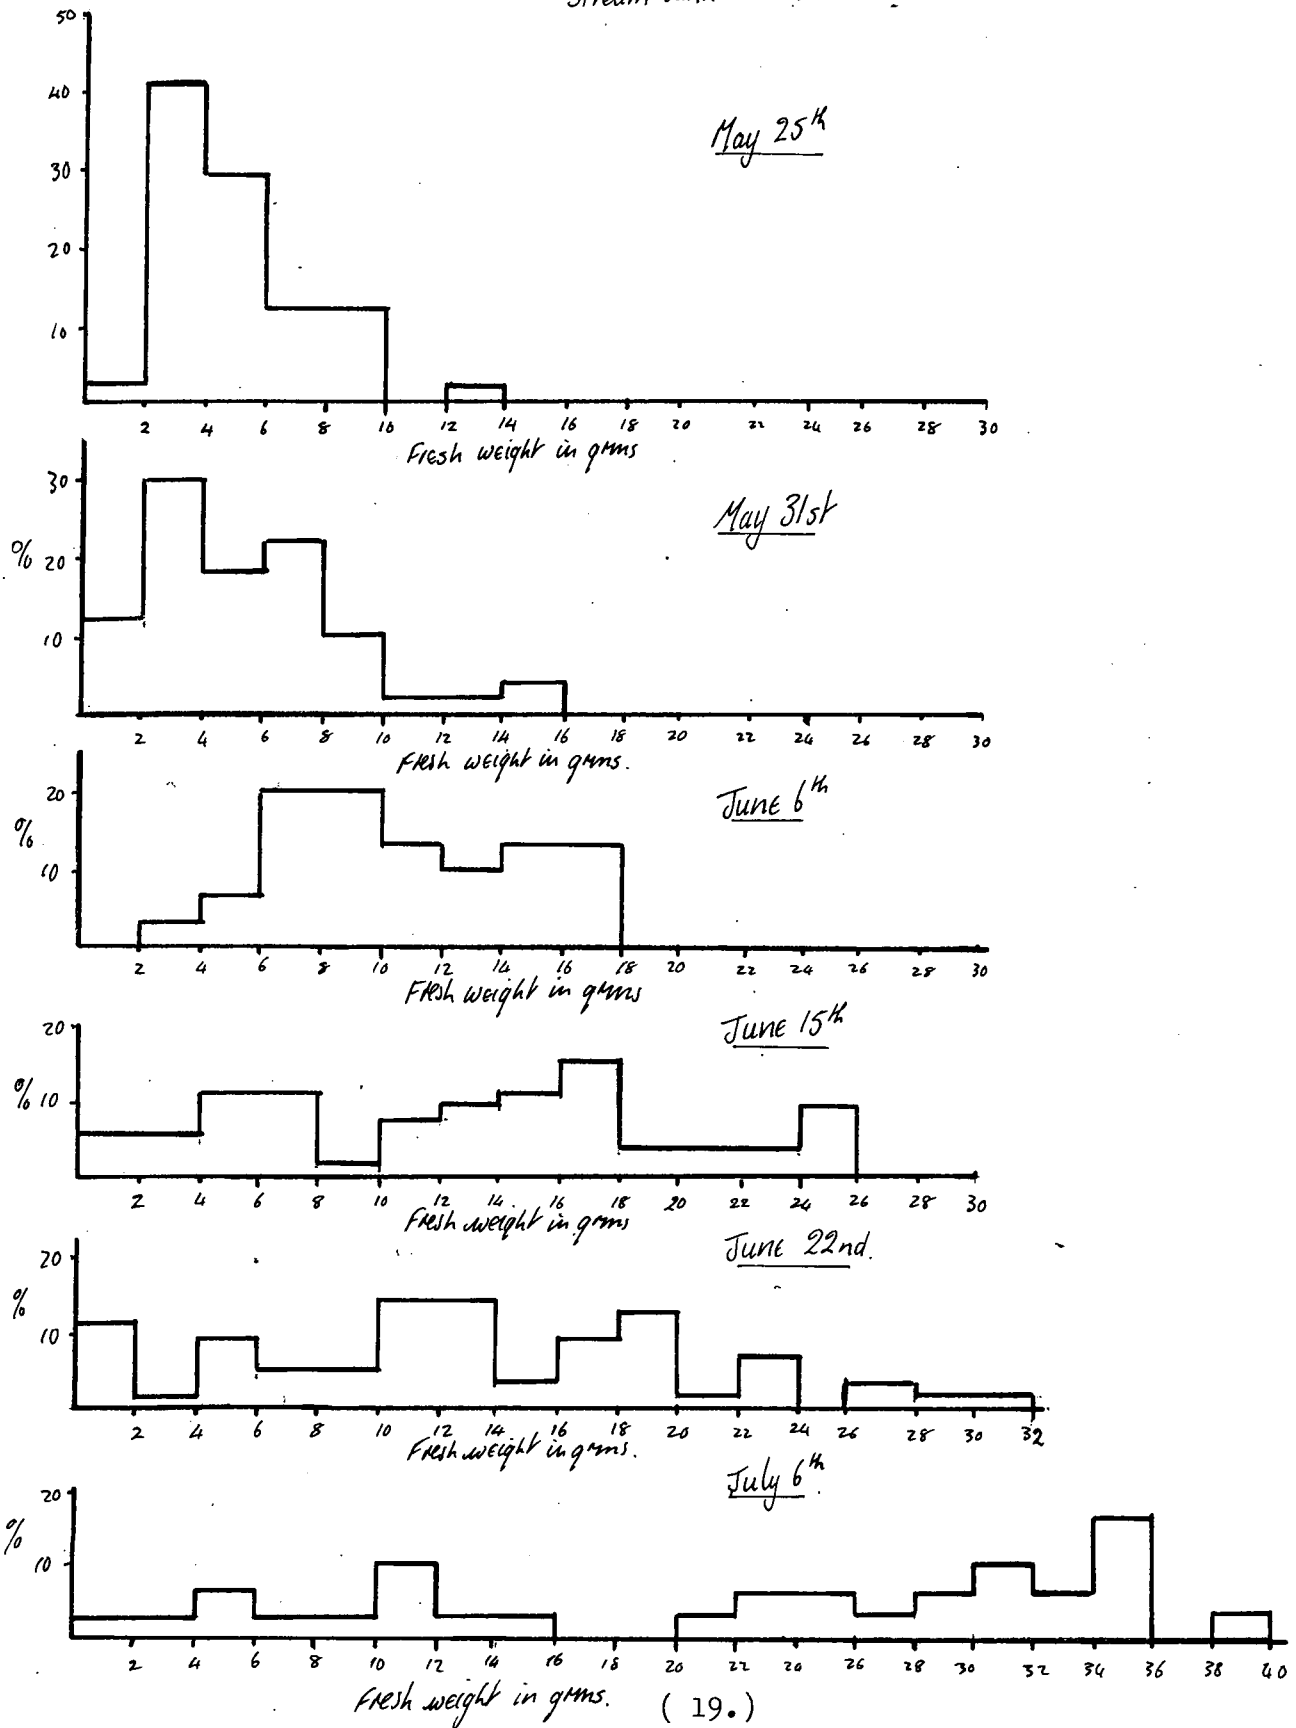 Stream
50
40
30
20
10
May 25th
2 4 6 8 10 12 14 16 18 20 22 24 26 28 30
Fresh weight in grms
30
% 20
10
May 31st
2 4 6 8 10 12 14 16 18 20 22 24 26 28 30
Fresh weight in grms.
20
%
10
June 6th
2 4 6 8 10 12 14 16 18 20 22 24 26 28 30
Fresh weight in grms
20
% 10
June 15th
2 4 6 8 10 12 14 16 18 20 22 24 26 28 30
Fresh weight in grms
20
%
10
June 22nd.
2 4 6 8 10 12 14 16 18 20 22 24 26 28 30 32
Fresh weight in grms.
20
%
10
July 6th
2 4 6 8 10 12 14 16 18 20 22 24 26 28 30 32 34 36 38 40
Fresh weight in grms. ( 19.)